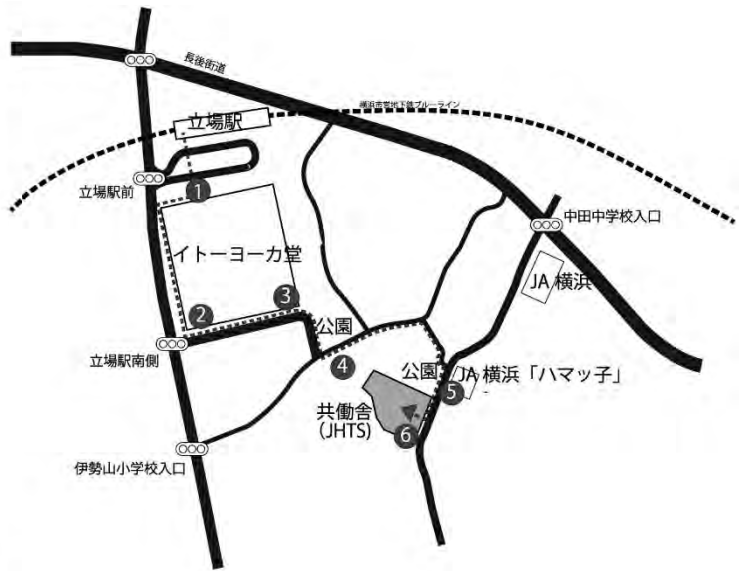 長後街道
横浜市営地下鉄ブルーライン
立場駅
立場駅前
1
中田中学校入口
イトーヨーカ堂
JA 横浜
2
3
公園
立場駅南側
4
公園
5
JA 横浜「ハマッ子」
共働舎
(JHTS)
6
伊勢山小学校入口